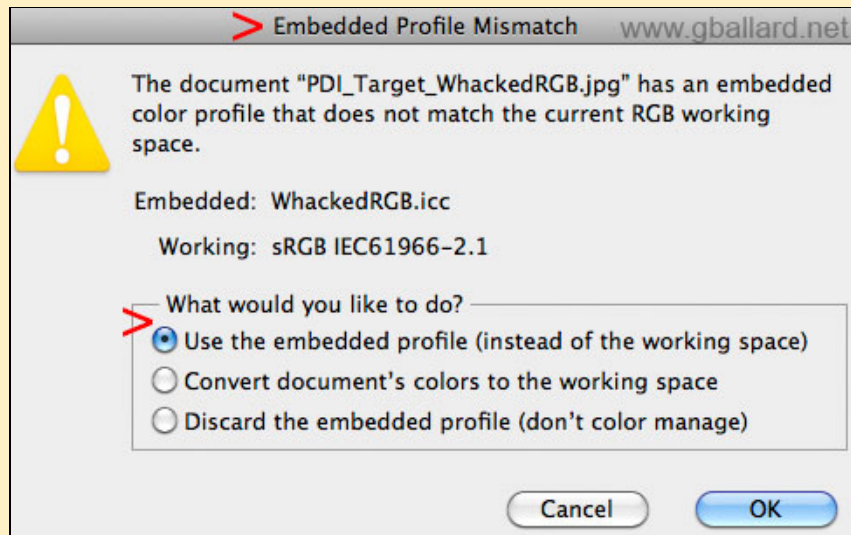 > Embedded Profile Mismatch www.gballard.net
The document “PDI_Target_WhackedRGB.jpg” has an embedded
color profile that does not match the current RGB working
space.
Embedded: WhackedRGB.icc
Working: sRGB IEC61966-2.1
What would you like to do?
> Use the embedded profile (instead of the working space)
Convert document’s colors to the working space
Discard the embedded profile (don’t color manage)
Cancel OK